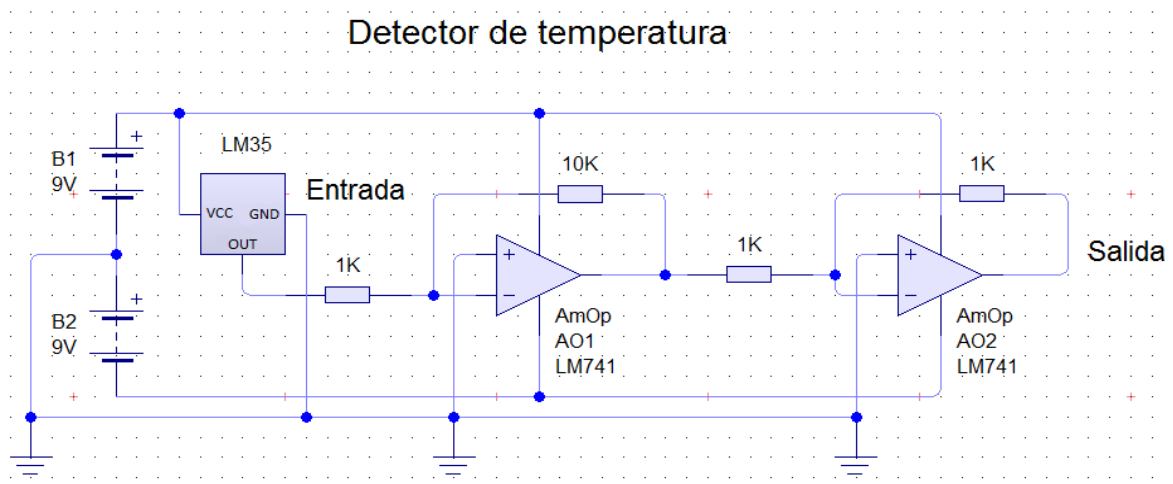 Detector de temperatura
+
B1
9V
LM35
VCC GND
OUT
Entrada
10K
1K
1K
1K
+
−
+
−
Salida
+
B2
9V
AmOp
AO1
LM741
AmOp
AO2
LM741